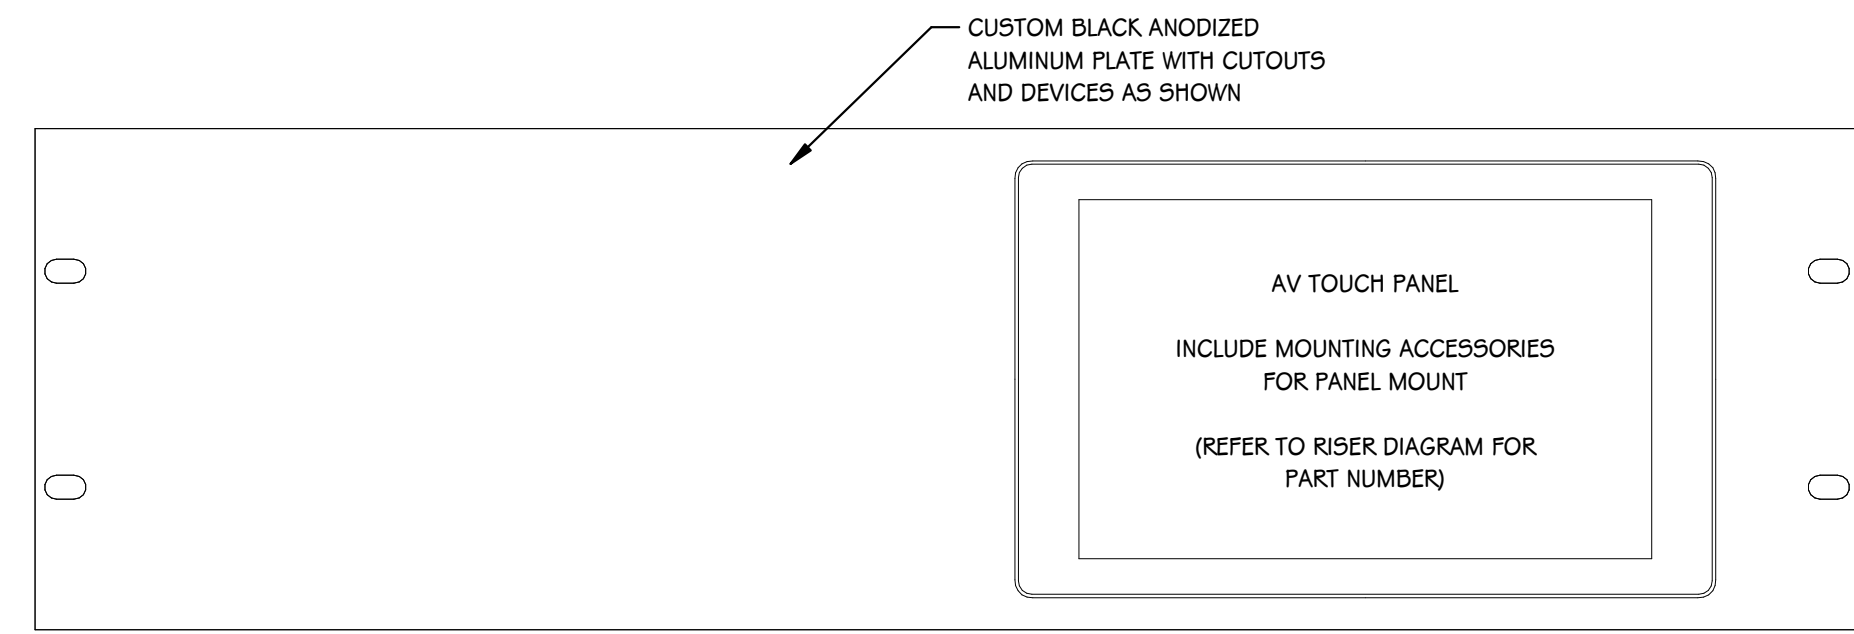 CUSTOM BLACK ANODIZED
ALUMINUM PLATE WITH CUTOUTS
AND DEVICES AS SHOWN
AV TOUCH PANEL
INCLUDE MOUNTING ACCESSORIES
FOR PANEL MOUNT
(REFER TO RISER DIAGRAM FOR
PART NUMBER)